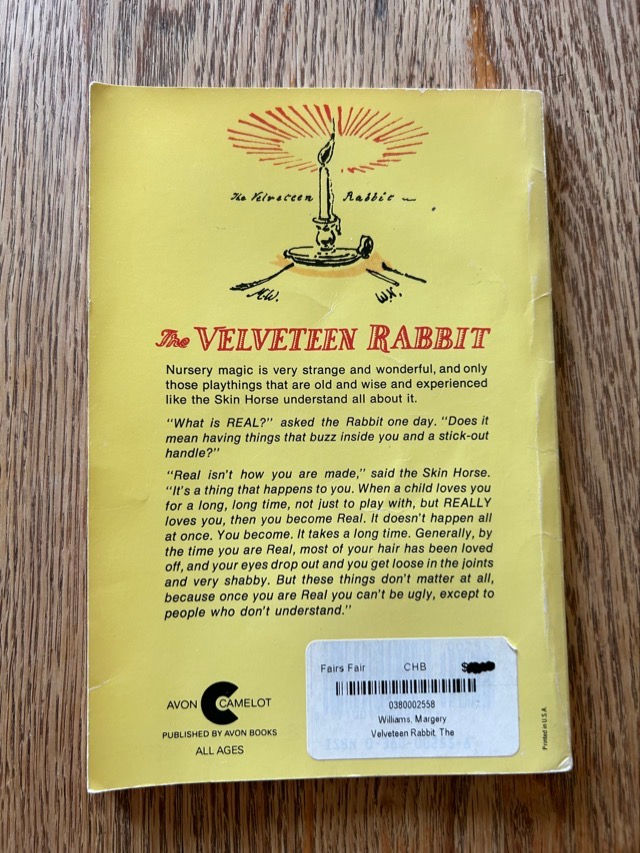 The Velveteen Rabbit
M.W. W.N.
The VELVETEEN RABBIT
Nursery magic is very strange and wonderful, and only
those playthings that are old and wise and experienced
like the Skin Horse understand all about it.
"What is REAL?" asked the Rabbit one day. "Does it
mean having things that buzz inside you and a stick-out
handle?"
"Real isn't how you are made," said the Skin Horse.
"It's a thing that happens to you. When a child loves you
for a long, long time, not just to play with, but REALLY
loves you, then you become Real. It doesn't happen all
at once. You become. It takes a long time. Generally, by
the time you are Real, most of your hair has been loved
off, and your eyes drop out and you get loose in the joints
and very shabby. But these things don't matter at all,
because once you are Real you can't be ugly, except to
people who don't understand."
AVON CAMELOT
PUBLISHED BY AVON BOOKS
ALL AGES
Fairs Fair CHB $
0380002558
Williams, Margery
Velveteen Rabbit, The
Printed in U.S.A.